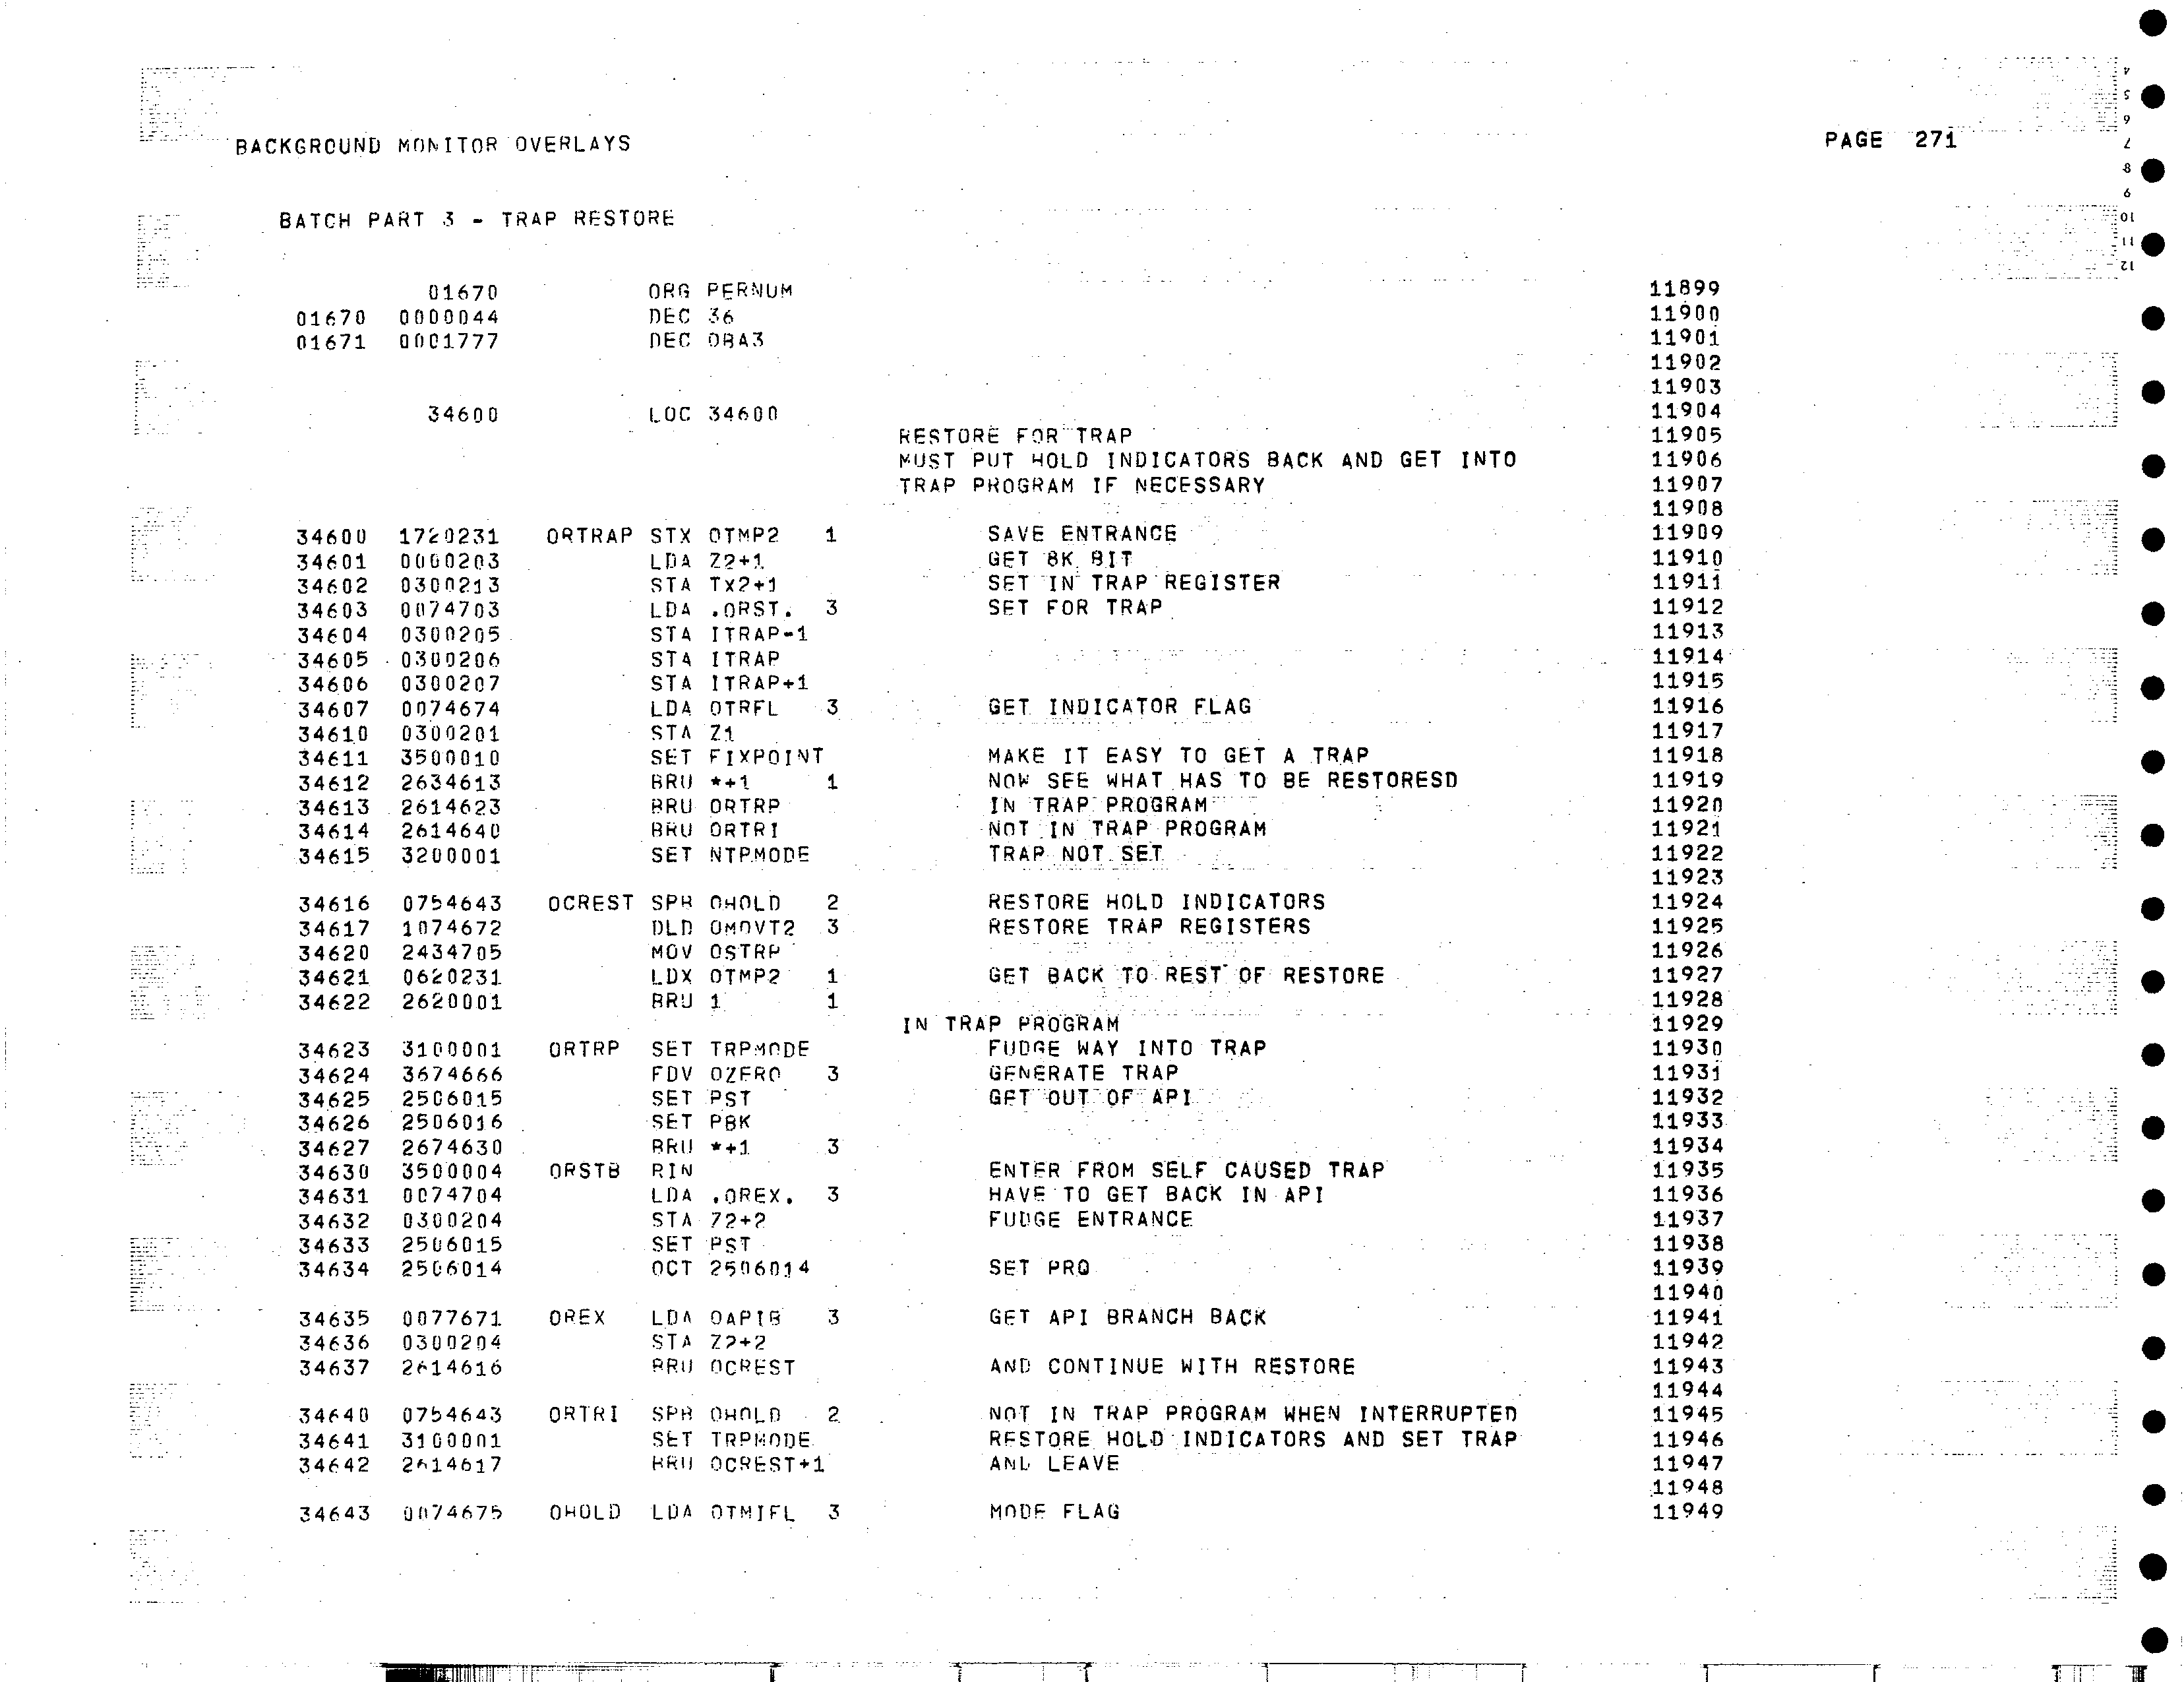 BACKGROUND MONITOR OVERLAYS PAGE 271
BATCH PART 3 - TRAP RESTORE
01670 ORG PERNUM 11899
01670 0000044 DEC 36 11900
01671 0001777 DEC OBA3 11901
11902
11903
34600 LOC 34600 11904
RESTORE FOR TRAP 11905
MUST PUT HOLD INDICATORS BACK AND GET INTO 11906
TRAP PROGRAM IF NECESSARY 11907
11908
34600 1720231 ORTRAP STX OTMP2 1 SAVE ENTRANCE 11909
34601 0000203 LDA Z2+1 GET 8K BIT 11910
34602 0300213 STA TX2+1 SET IN TRAP REGISTER 11911
34603 0074703 LDA .ORST. 3 SET FOR TRAP 11912
34604 0300205 STA ITRAP-1 11913
34605 0300206 STA ITRAP 11914
34606 0300207 STA ITRAP+1 11915
34607 0074674 LDA OTRFL 3 GET INDICATOR FLAG 11916
34610 0300201 STA Z1 11917
34611 3500010 SET FIXPOINT MAKE IT EASY TO GET A TRAP 11918
34612 2634613 BRU *+1 1 NOW SEE WHAT HAS TO BE RESTORESD 11919
34613 2614623 BRU ORTRP IN TRAP PROGRAM 11920
34614 2614640 BRU ORTRI NOT IN TRAP PROGRAM 11921
34615 3200001 SET NTPMODE TRAP NOT SET 11922
11923
34616 0754643 OCREST SPB OHOLD 2 RESTORE HOLD INDICATORS 11924
34617 1074672 DLD OMOVT2 3 RESTORE TRAP REGISTERS 11925
34620 2434705 MOV OSTRP 11926
34621 0620231 LDX OTMP2 1 GET BACK TO REST OF RESTORE 11927
34622 2620001 BRU 1 1 11928
IN TRAP PROGRAM 11929
34623 3100001 ORTRP SET TRPMODE FUDGE WAY INTO TRAP 11930
34624 3674666 FDV OZERO 3 GENERATE TRAP 11931
34625 2506015 SET PST GET OUT OF API 11932
34626 2506016 SET PBK 11933
34627 2674630 BRU *+1 3 11934
34630 3500004 ORSTB RIN ENTER FROM SELF CAUSED TRAP 11935
34631 0074704 LDA .OREX. 3 HAVE TO GET BACK IN API 11936
34632 0300204 STA Z2+2 FUDGE ENTRANCE 11937
34633 2506015 SET PST 11938
34634 2506014 OCT 2506014 SET PRQ 11939
11940
34635 0077671 OREX LDA OAPIB 3 GET API BRANCH BACK 11941
34636 0300204 STA Z2+2 11942
34637 2614616 BRU OCREST AND CONTINUE WITH RESTORE 11943
11944
34640 0754643 ORTRI SPB OHOLD 2 NOT IN TRAP PROGRAM WHEN INTERRUPTED 11945
34641 3100001 SET TRPMODE RESTORE HOLD INDICATORS AND SET TRAP 11946
34642 2614617 BRU OCREST+1 AND LEAVE 11947
11948
34643 0074675 OHOLD LDA OTMIFL 3 MODE FLAG 11949